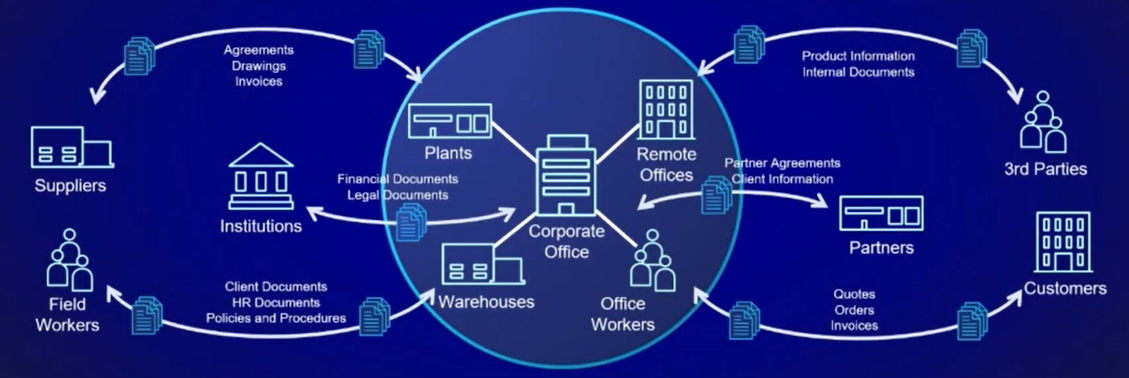 Agreements
Drawings
Invoices
Product Information
Internal Documents
Suppliers
Institutions
Financial Documents
Legal Documents
Plants
Remote
Offices
Partner Agreements
Client Information
3rd Parties
Corporate
Office
Partners
Customers
Field
Workers
Client Documents
HR Documents
Policies and Procedures
Warehouses
Office
Workers
Quotes
Orders
Invoices